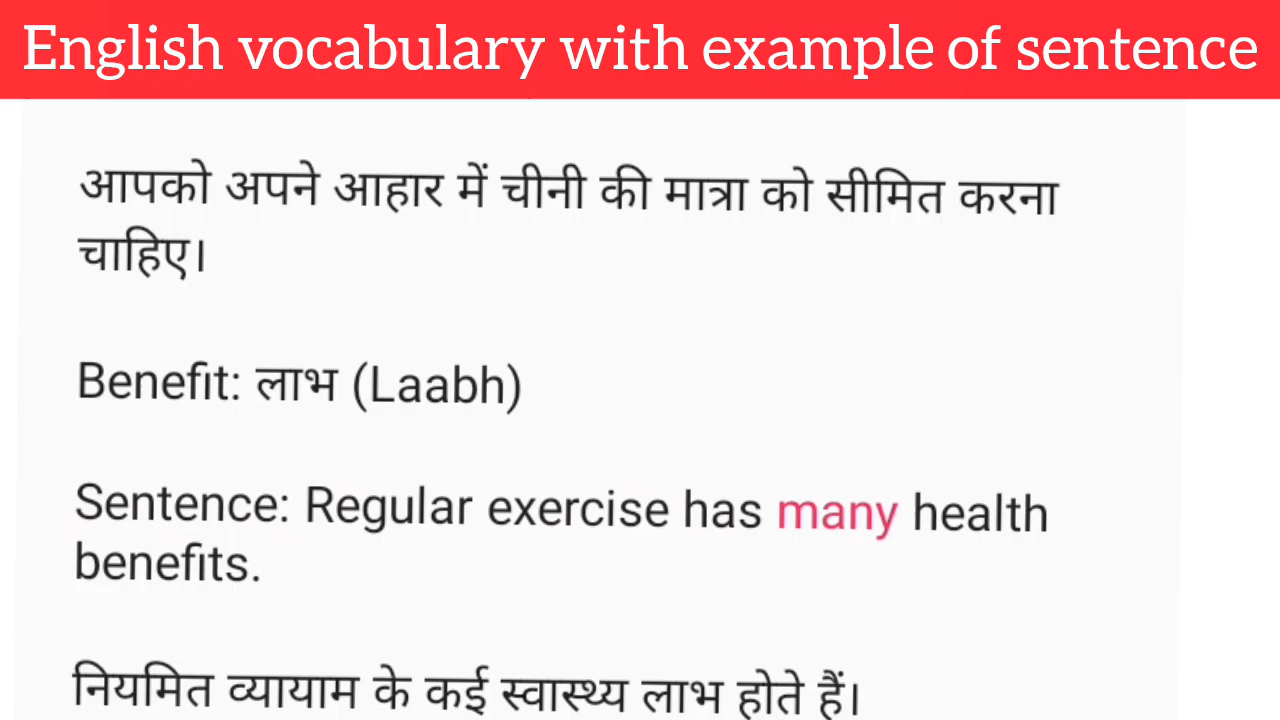 English vocabulary with example of sentence
आपको अपने आहार में चीनी की मात्रा को सीमित करना
चाहिए।
Benefit: लाभ (Laabh)
Sentence: Regular exercise has many health
benefits.
नियमित व्यायाम के कई स्वास्थ्य लाभ होते हैं।